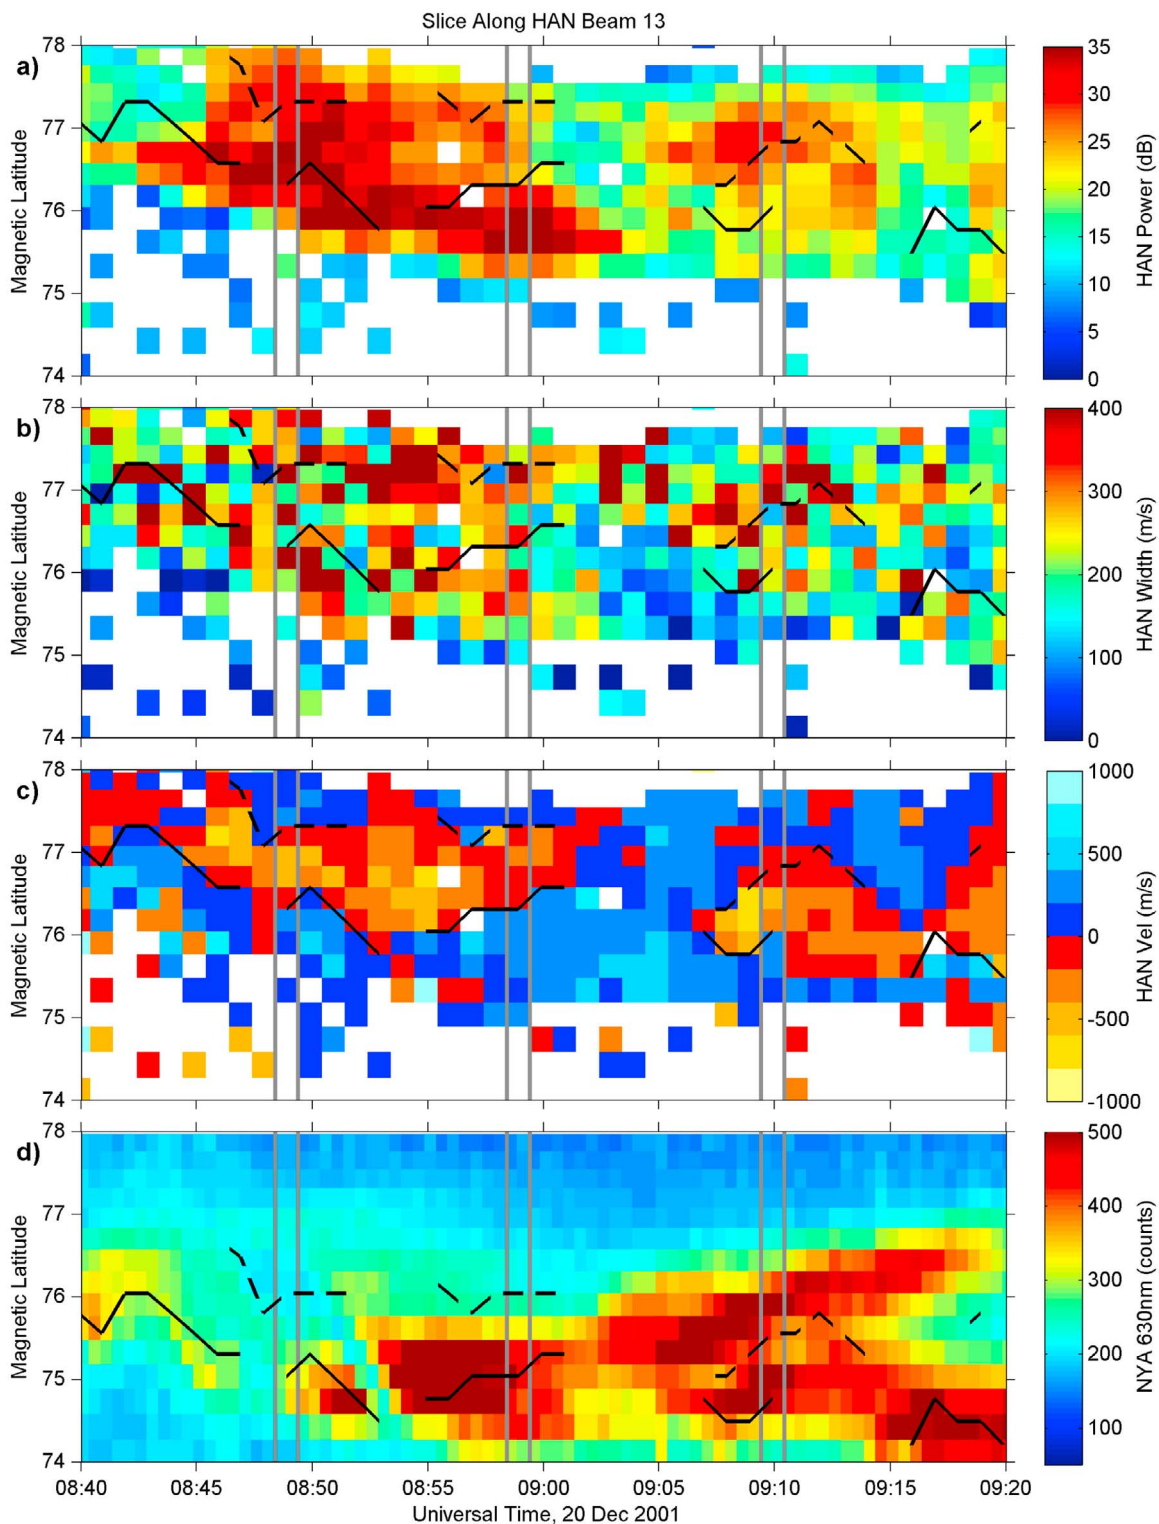 Slice Along HAN Beam 13
a)
78
77
76
75
74
Magnetic Latitude
35
30
25
20
15
10
5
0
HAN Power (dB)
b)
78
77
76
75
74
Magnetic Latitude
400
300
200
100
0
HAN Width (m/s)
c)
78
77
76
75
74
Magnetic Latitude
1000
500
0
-500
-1000
HAN Vel (m/s)
d)
78
77
76
75
74
Magnetic Latitude
500
400
300
200
100
NYA 630nm (counts)
08:40 08:45 08:50 08:55 09:00 09:05 09:10 09:15 09:20
Universal Time, 20 Dec 2001